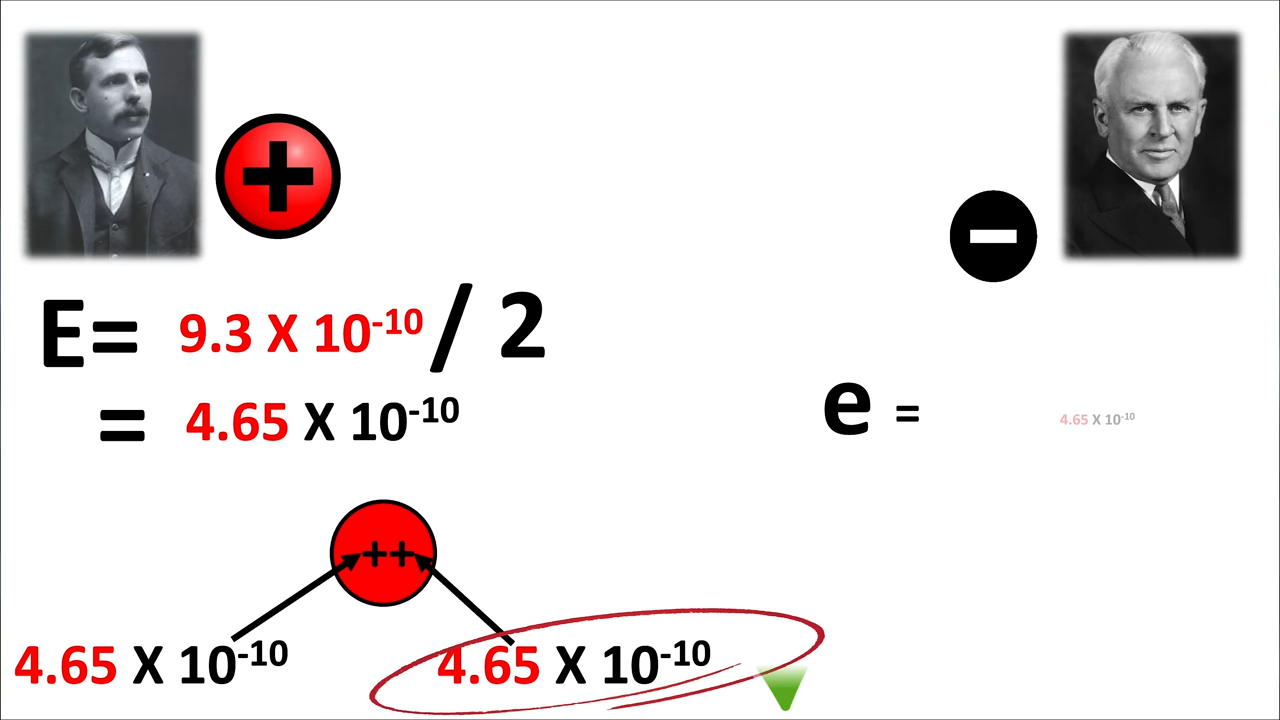 E= 9.3 X 10⁻¹⁰ / 2
= 4.65 X 10⁻¹⁰
e = 4.65 X 10⁻¹⁰
++
4.65 X 10⁻¹⁰ 4.65 X 10⁻¹⁰